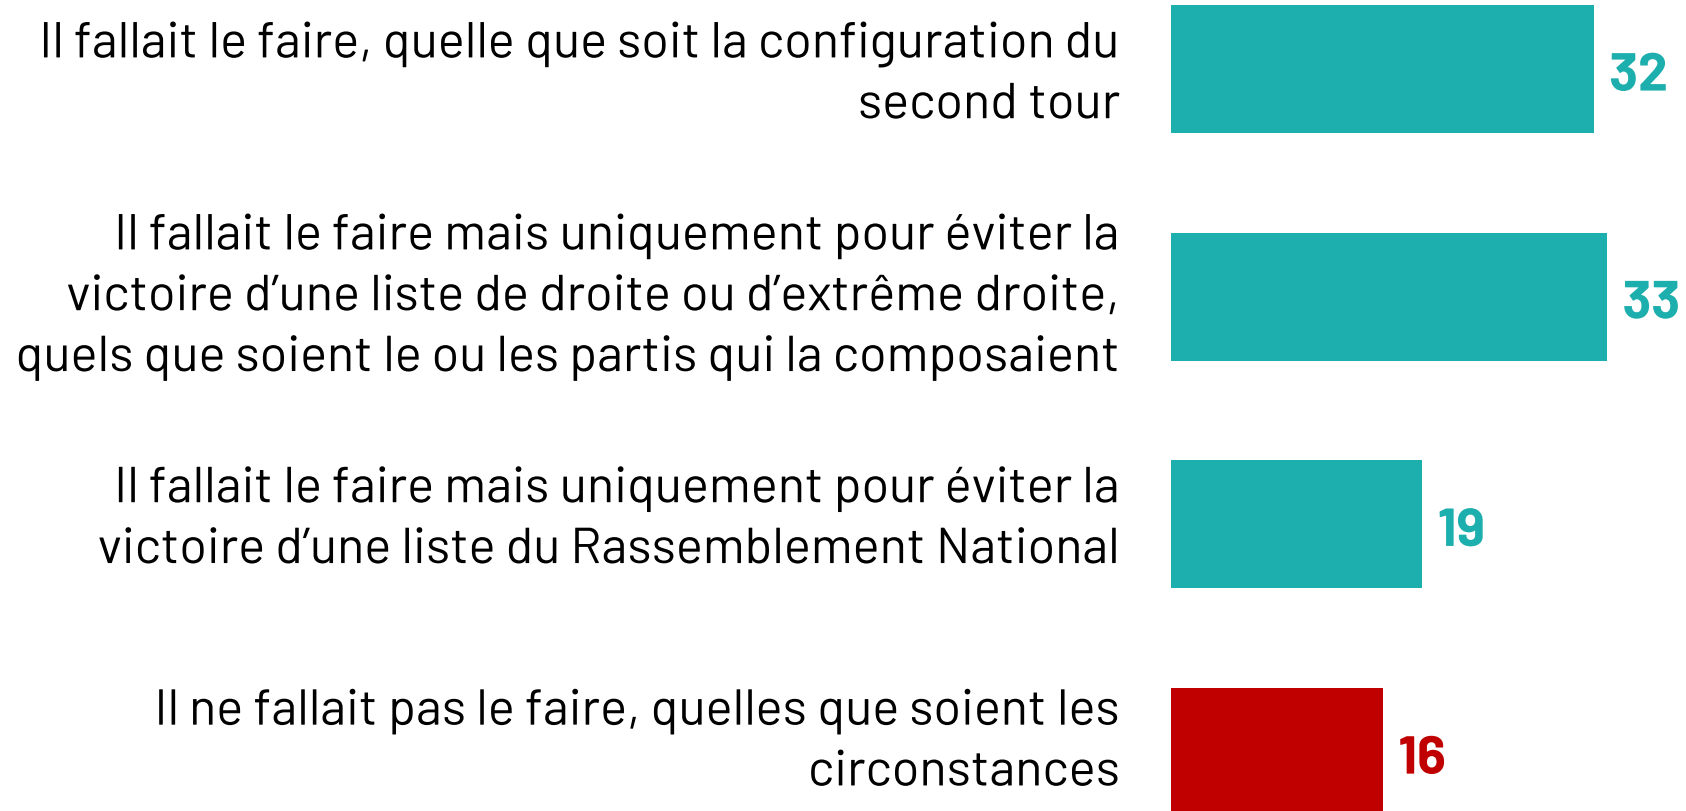 Il fallait le faire, quelle que soit la configuration du
second tour
32
Il fallait le faire mais uniquement pour éviter la
victoire d’une liste de droite ou d’extrême droite,
quels que soient le ou les partis qui la composaient
33
Il fallait le faire mais uniquement pour éviter la
victoire d’une liste du Rassemblement National
19
Il ne fallait pas le faire, quelles que soient les
circonstances
16